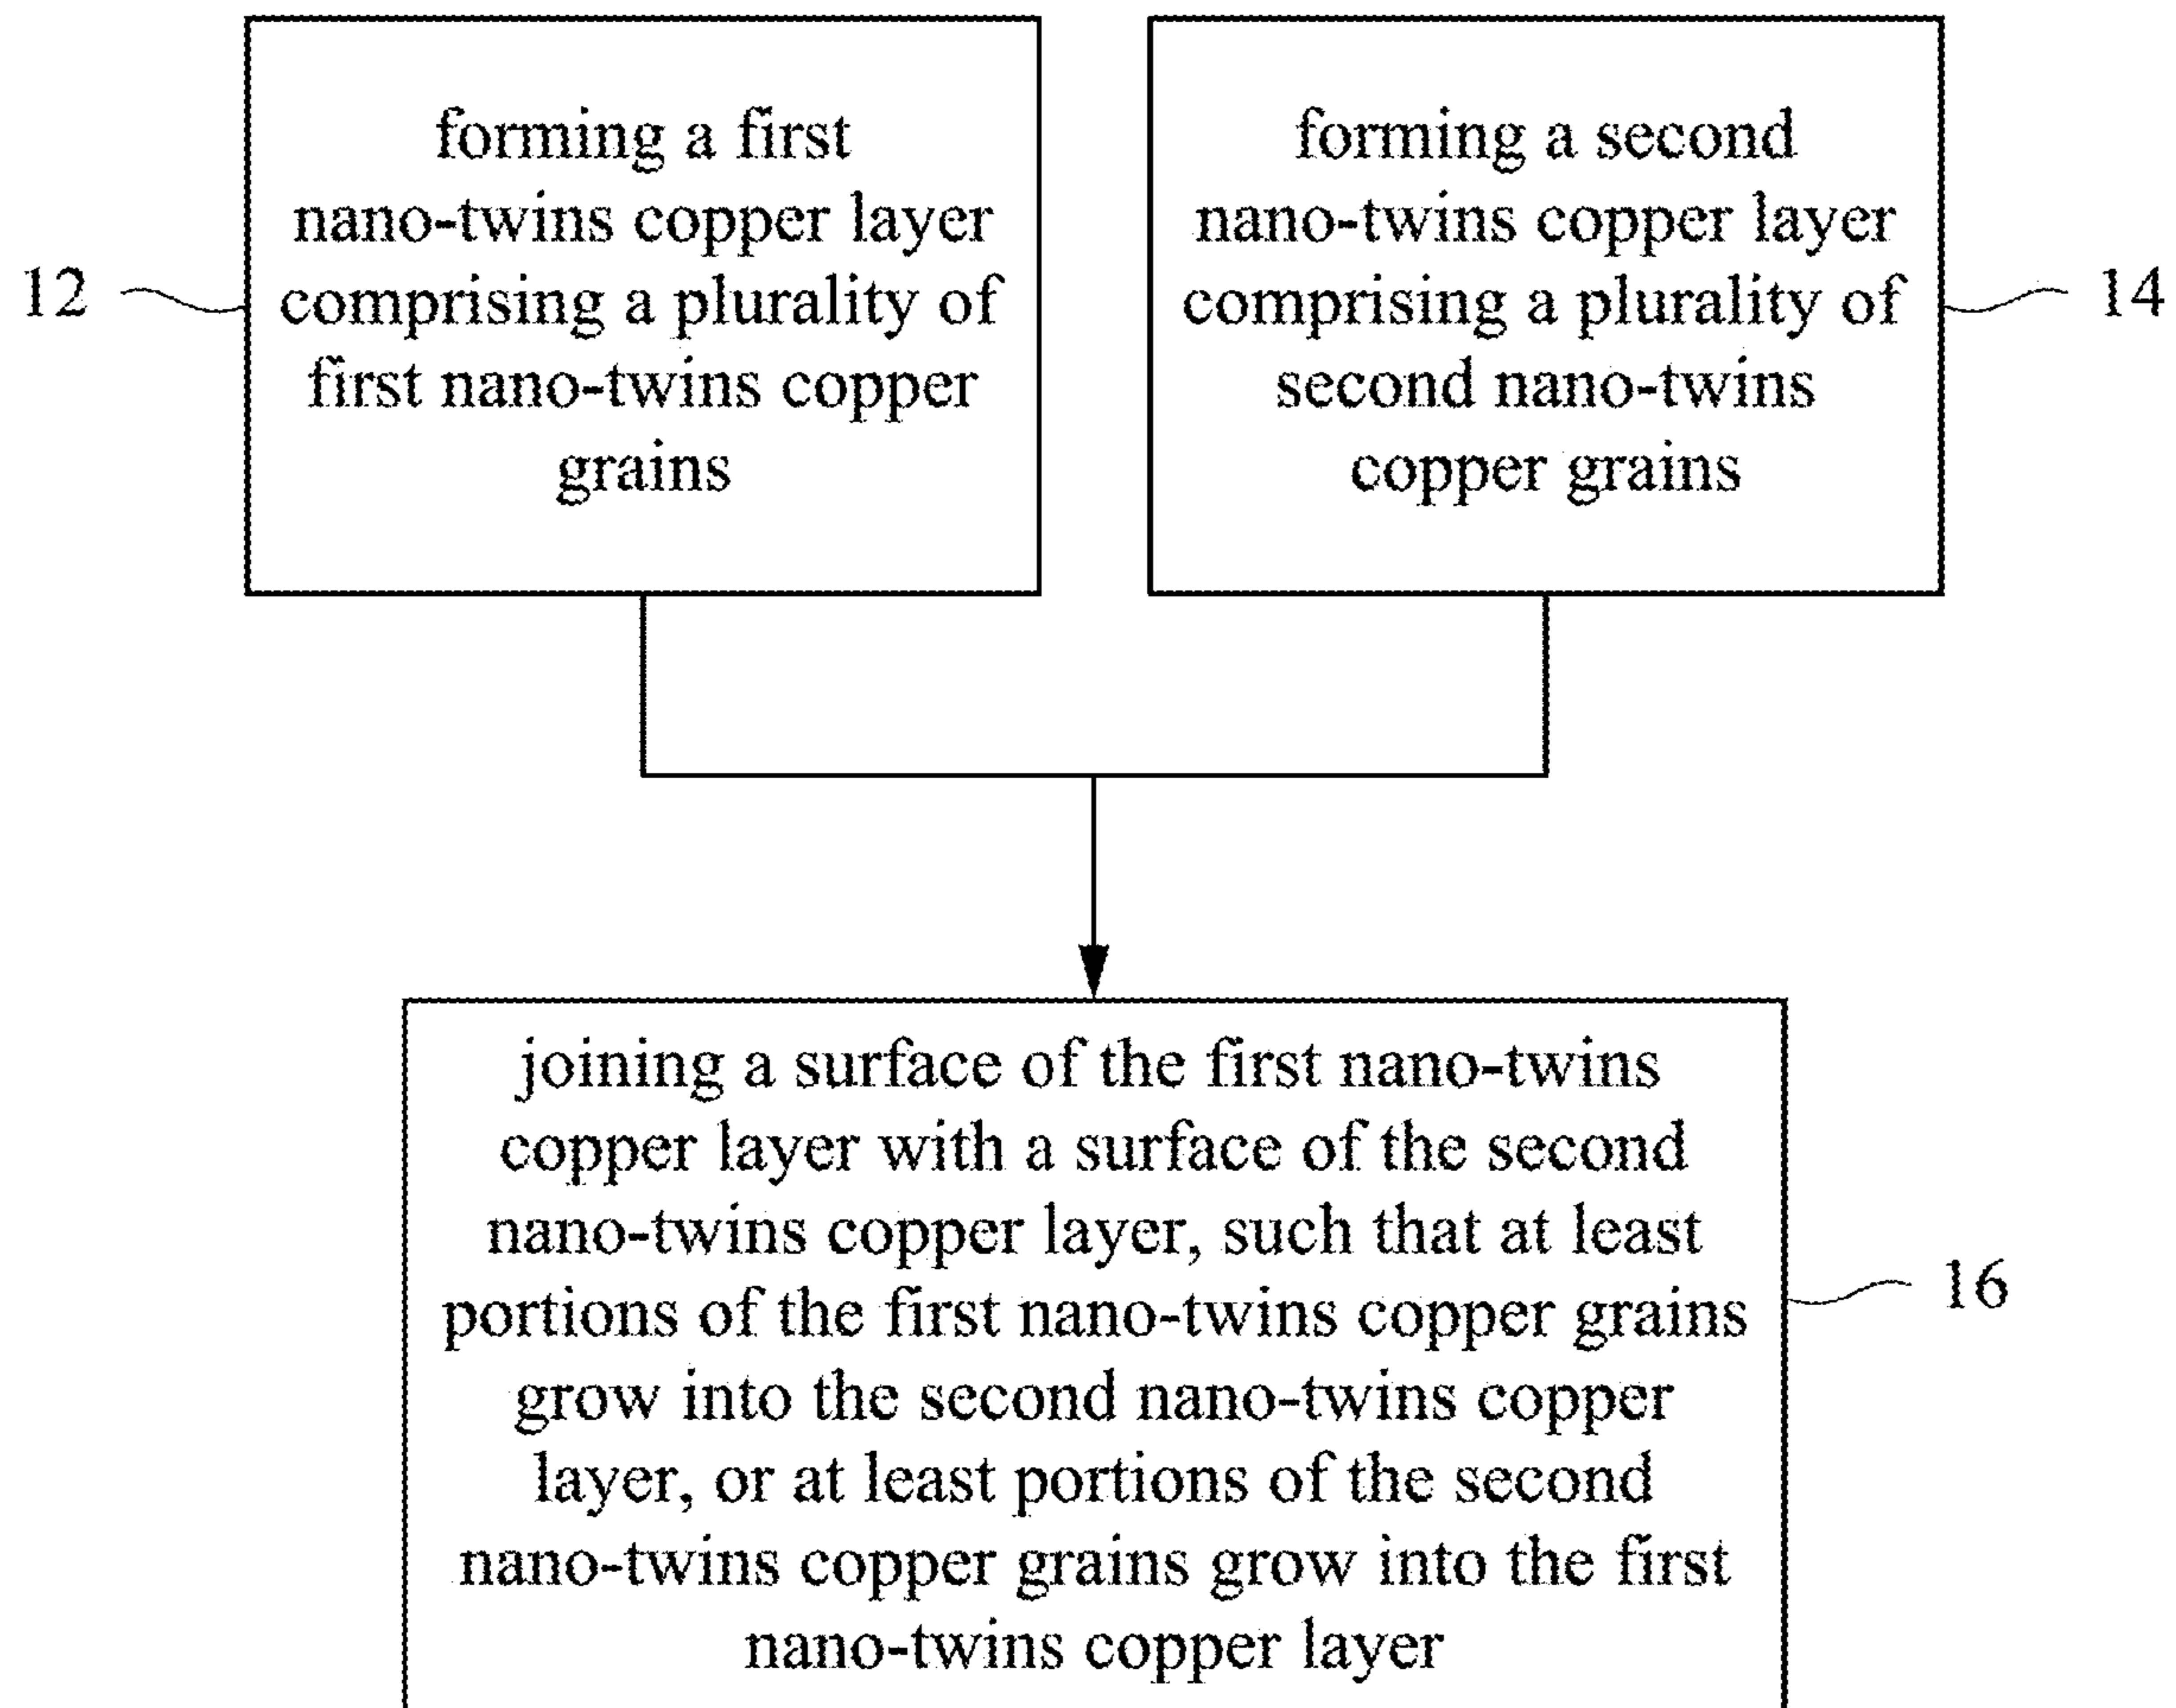 forming a first
nano-twins copper layer
comprising a plurality of
first nano-twins copper
grains
12
forming a second
nano-twins copper layer
comprising a plurality of
second nano-twins
copper grains
14
joining a surface of the first nano-twins
copper layer with a surface of the second
nano-twins copper layer, such that at least
portions of the first nano-twins copper grains
grow into the second nano-twins copper
layer, or at least portions of the second
nano-twins copper grains grow into the first
nano-twins copper layer
16